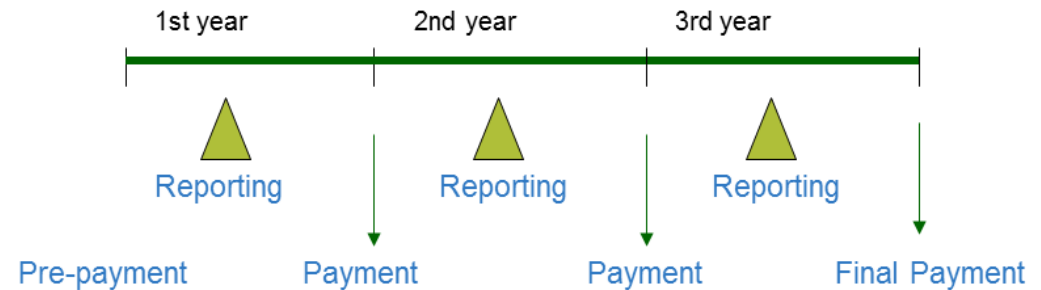 1st year 2nd year 3rd year
Reporting Reporting Reporting
Pre-payment Payment Payment Final Payment